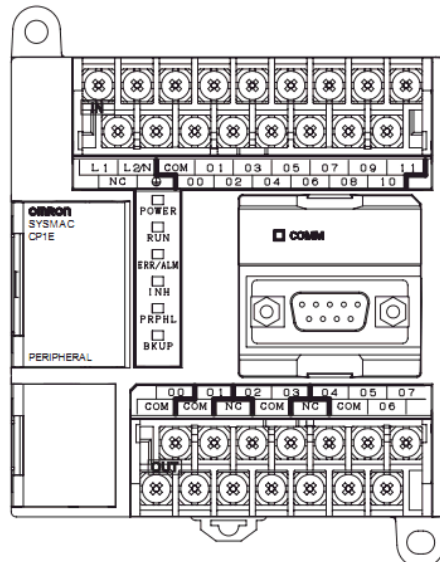 IN
L1 L2/N COM 01 03 05 07 09 11
NC 00 02 04 06 08 10
OMRON
SYSMAC
CP1E
PERIPHERAL
POWER
RUN
ERR/ALM
INH
PRPHL
BKUP
COMM
00 01 02 03 04 05 07
COM COM NC COM NC COM 06
OUT